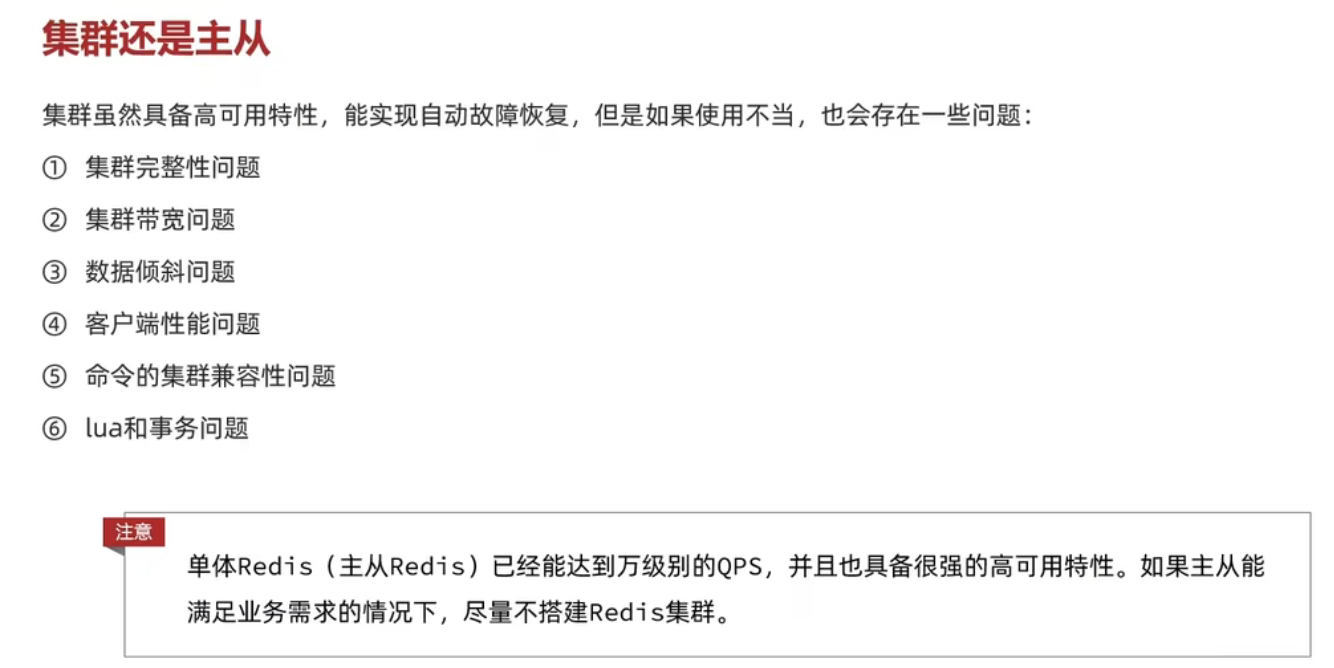 集群还是主从
集群虽然具备高可用特性，能实现自动故障恢复，但是如果使用不当，也会存在一些问题：
① 集群完整性问题
② 集群带宽问题
③ 数据倾斜问题
④ 客户端性能问题
⑤ 命令的集群兼容性问题
⑥ lua和事务问题
注意
单体Redis（主从Redis）已经能达到万级别的QPS，并且也具备很强的高可用特性。如果主从能
满足业务需求的情况下，尽量不搭建Redis集群。